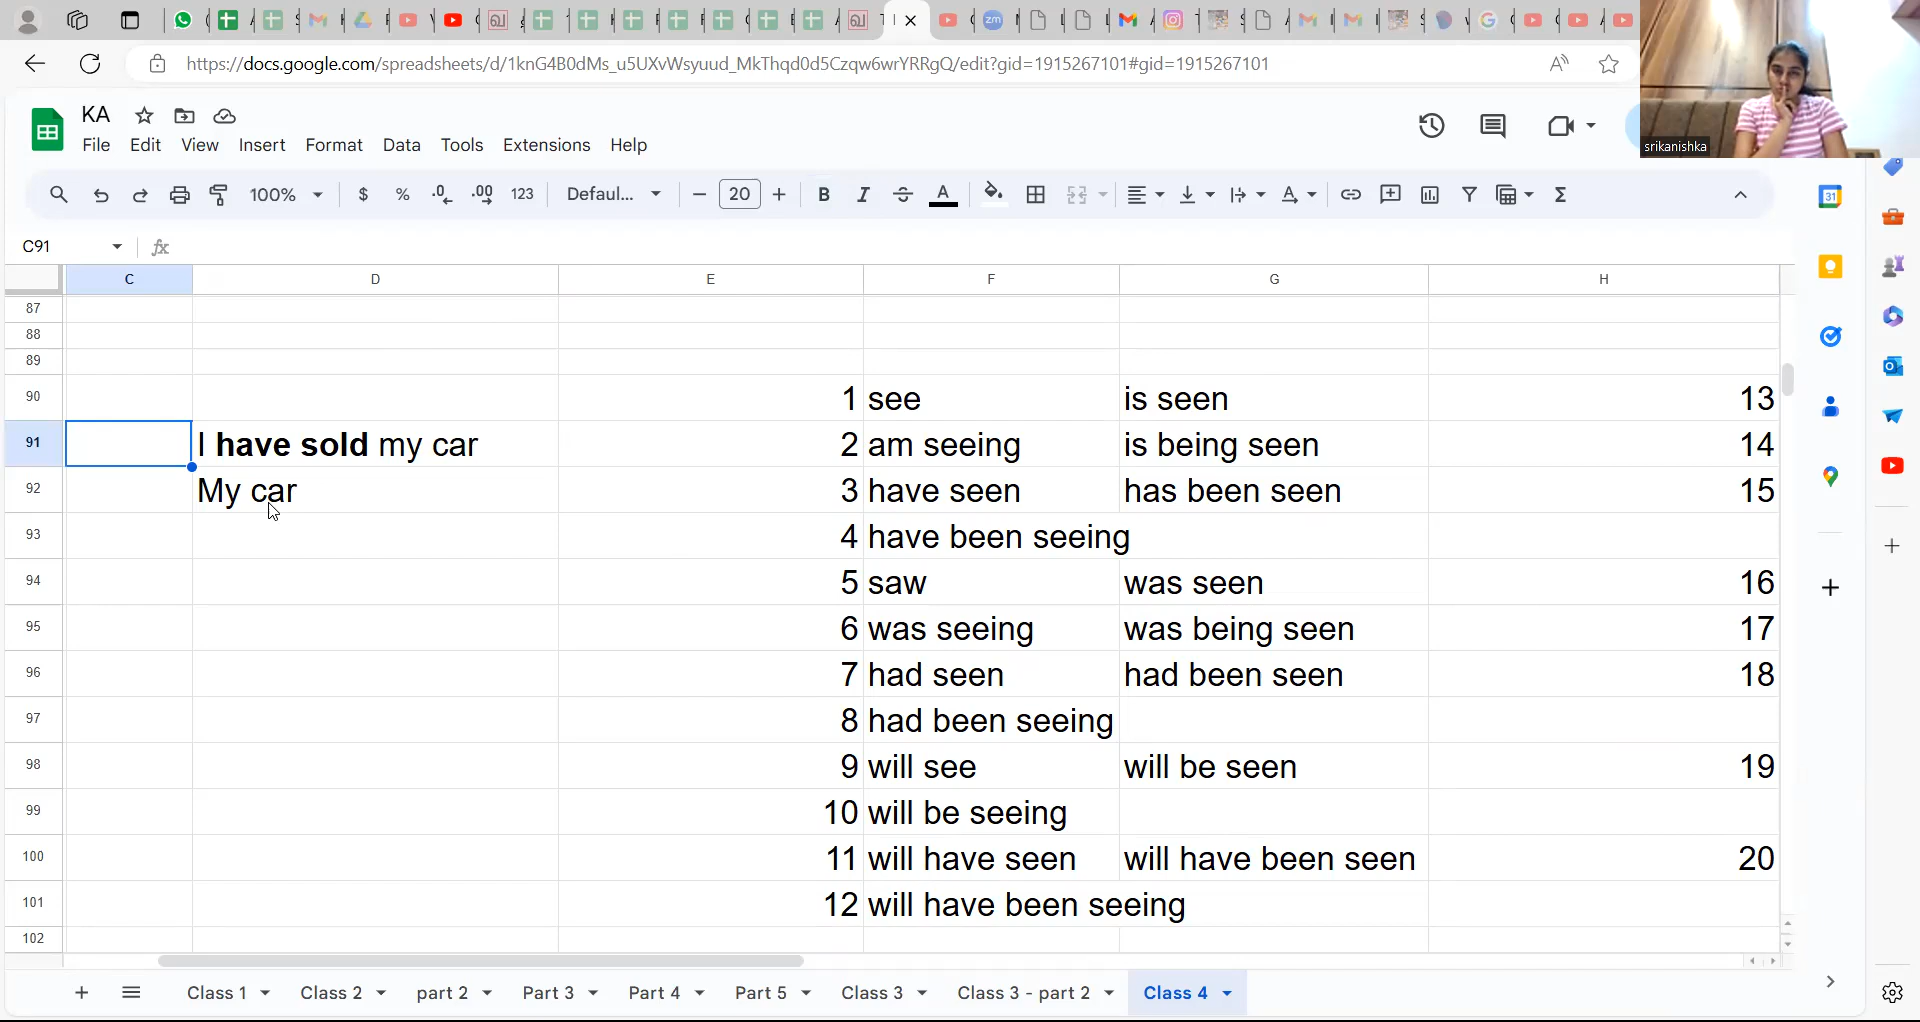 https://docs.google.com/spreadsheets/d/1knG4B0dMs_u5UXvWsyuud_MkThqd0d5Czqw6wrYRRgQ/edit?gid=1915267101#gid=1915267101
srikanishka
KA
File Edit View Insert Format Data Tools Extensions Help
100% $ % .0 .00 123 Defaul... 20 B
C91
C D E F G H
87
88
89
90 1 see is seen 13
91 I have sold my car 2 am seeing is being seen 14
92 My car 3 have seen has been seen 15
93 4 have been seeing
94 5 saw was seen 16
95 6 was seeing was being seen 17
96 7 had seen had been seen 18
97 8 had been seeing
98 9 will see will be seen 19
99 10 will be seeing
100 11 will have seen will have been seen 20
101 12 will have been seeing
102
Class 1 Class 2 part 2 Part 3 Part 4 Part 5 Class 3 Class 3 - part 2 Class 4